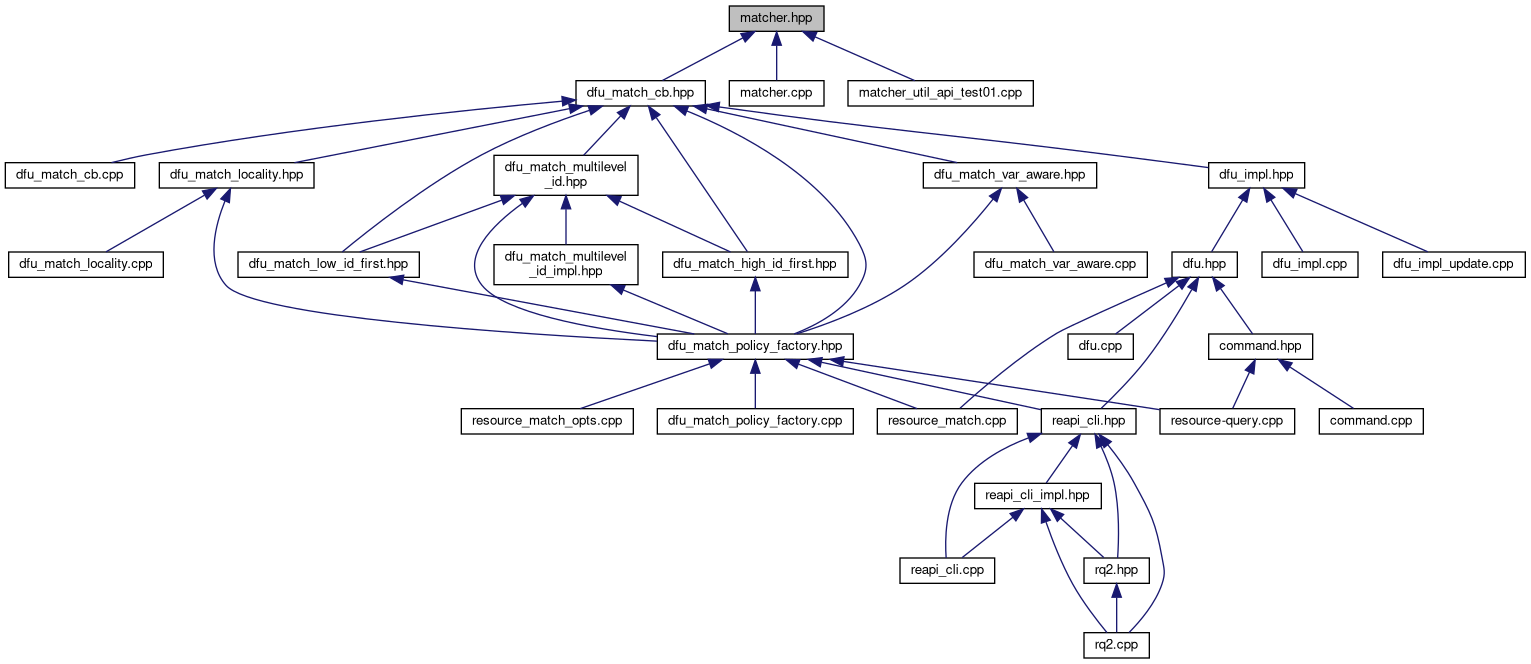 matcher.hpp
dfu_match_cb.hpp
matcher.cpp
matcher_util_api_test01.cpp
dfu_match_cb.cpp
dfu_match_locality.hpp
dfu_match_multilevel
_id.hpp
dfu_match_var_aware.hpp
dfu_impl.hpp
dfu_match_locality.cpp
dfu_match_low_id_first.hpp
dfu_match_multilevel
_id_impl.hpp
dfu_match_high_id_first.hpp
dfu_match_var_aware.cpp
dfu.hpp
dfu_impl.cpp
dfu_impl_update.cpp
dfu_match_policy_factory.hpp
dfu.cpp
command.hpp
resource_match_opts.cpp
dfu_match_policy_factory.cpp
resource_match.cpp
reapi_cli.hpp
resource-query.cpp
command.cpp
reapi_cli_impl.hpp
reapi_cli.cpp
rq2.hpp
rq2.cpp